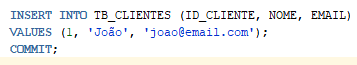 INSERT INTO TB_CLIENTES (ID_CLIENTE, NOME, EMAIL)
VALUES (1, 'João', 'joao@email.com');
COMMIT;